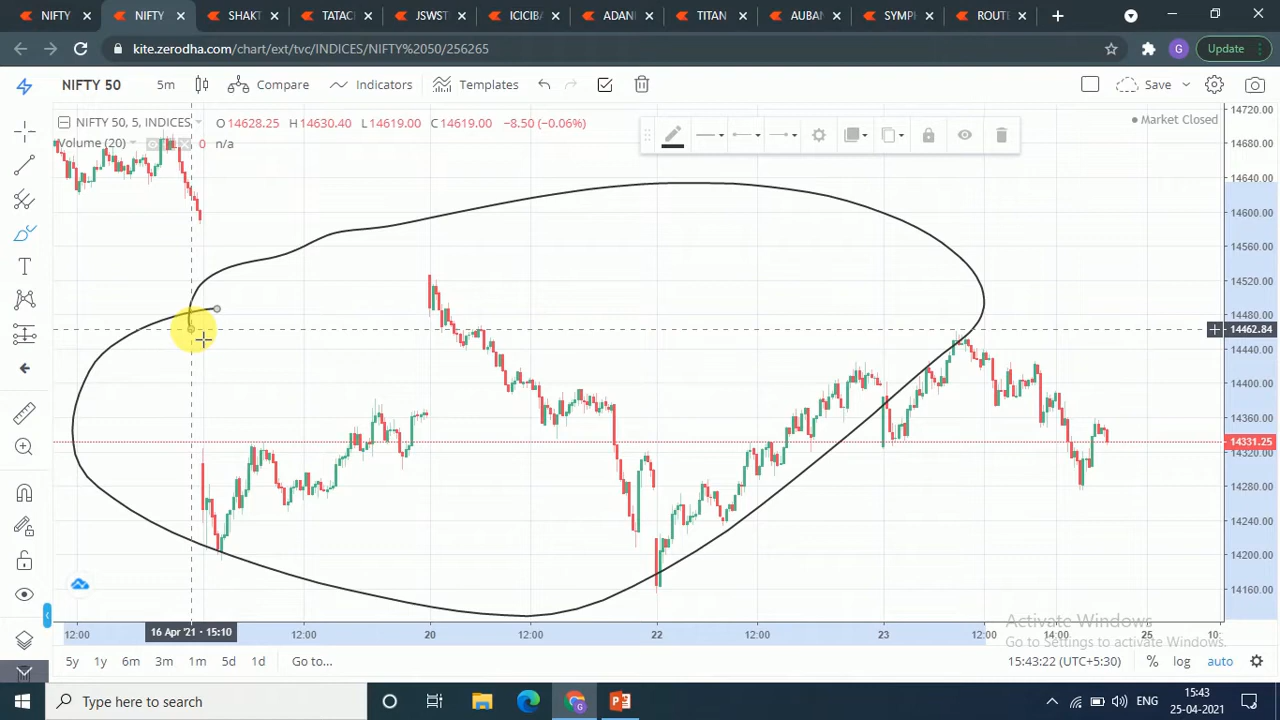 NIFTY
NIFTY
SHAKT
TATACH
JSWST
ICICIBA
ADANI
TITAN
AUBAN
SYMPH
ROUTE
kite.zerodha.com/chart/ext/tvc/INDICES/NIFTY%2050/256265
G
Update
NIFTY 50
5m
Compare
Indicators
Templates
Save
NIFTY 50, 5, INDICES
O 14628.25 H 14630.40 L 14619.00 C 14619.00 −8.50 (−0.06%)
Volume (20)
0 n/a
Market Closed
14720.00
14680.00
14640.00
14600.00
14560.00
14520.00
14480.00
14462.84
14440.00
14400.00
14360.00
14331.25
14320.00
14280.00
14240.00
14200.00
14160.00
12:00
16 Apr '21 · 15:10
12:00
20
12:00
22
12:00
23
12:00
14:00
25
10:
Activate Windows
Go to Settings to activate Windows.
5y
1y
6m
3m
1m
5d
1d
Go to...
15:43:22 (UTC+5:30)
%
log
auto
Type here to search
ENG
15:43
25-04-2021